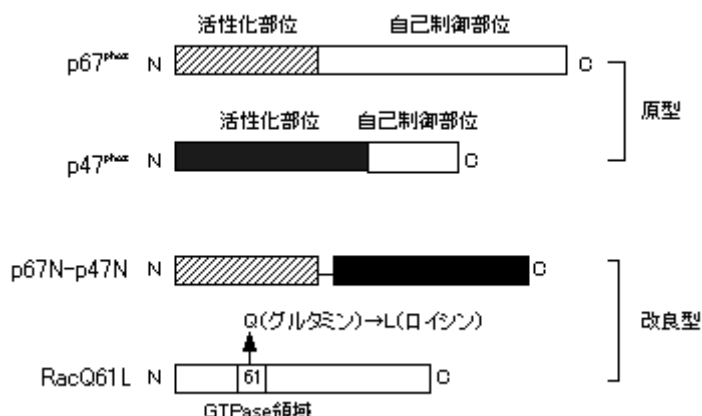 活性化部位 自己制御部位
p67phox N C
原型
活性化部位 自己制御部位
p47phox N C
p67N-p47N N C
Q(グルタミン)→L(ロイシン)
改良型
RacQ61L N 61 C
GTPase領域